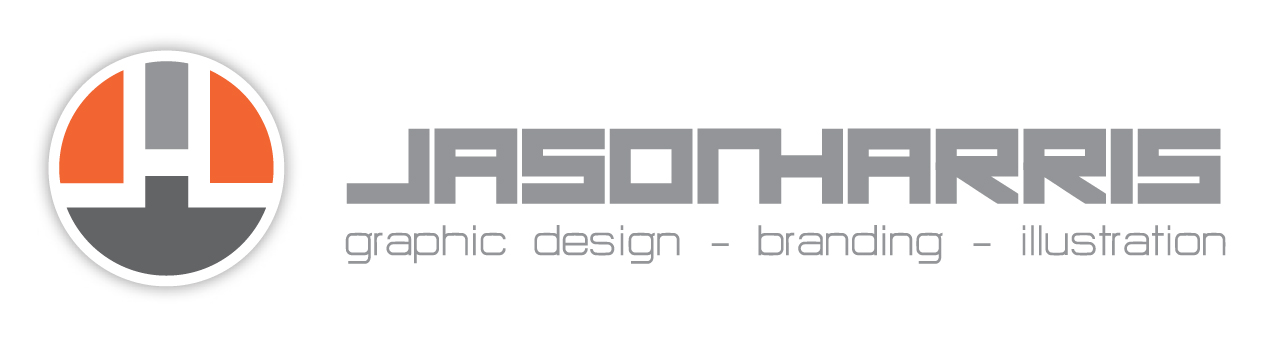 JASONHARRIS
graphic design - branding - illustration